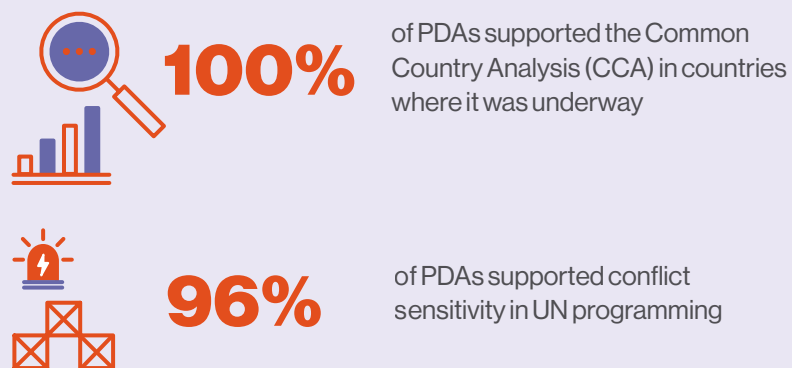 100%
of PDAs supported the Common
Country Analysis (CCA) in countries
where it was underway
96%
of PDAs supported conflict
sensitivity in UN programming